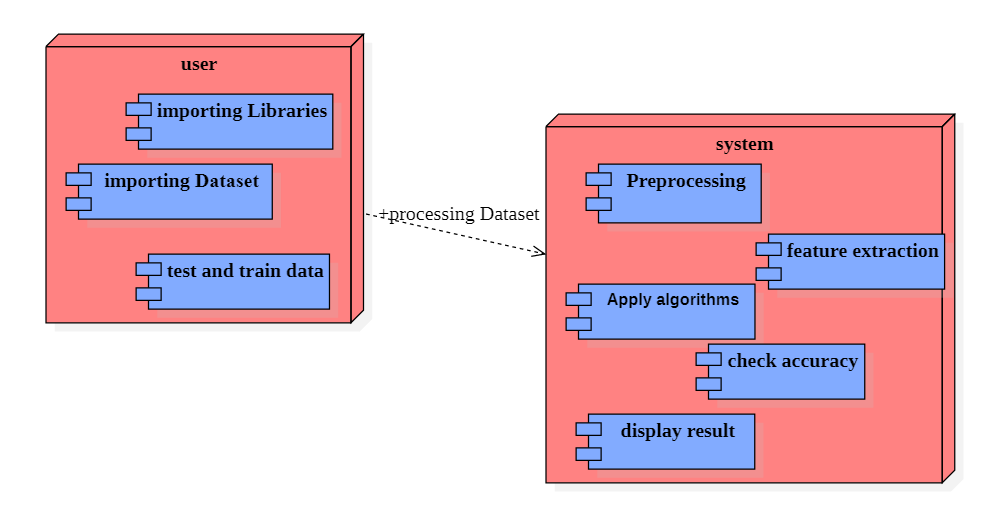 user
importing Libraries
importing Dataset
test and train data
+processing Dataset
system
Preprocessing
feature extraction
Apply algorithms
check accuracy
display result